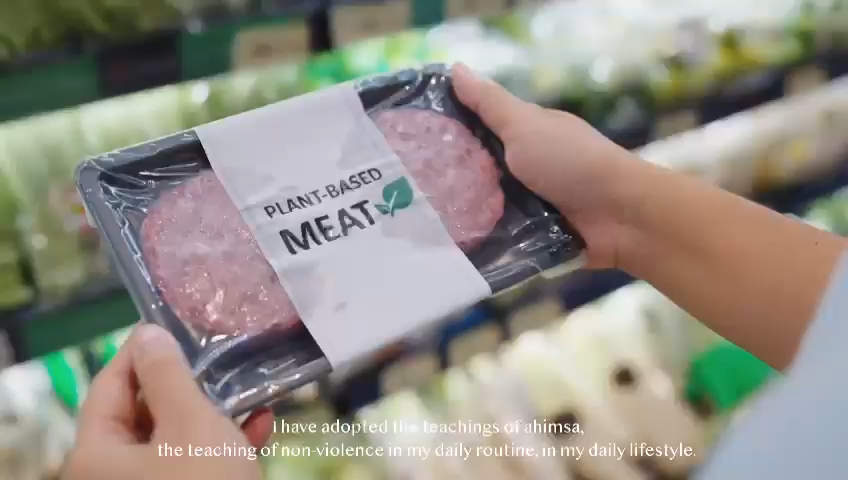 PLANT-BASED
MEAT
I have adopted the teachings of ahimsa,
the teaching of non-violence in my daily routine, in my daily lifestyle.